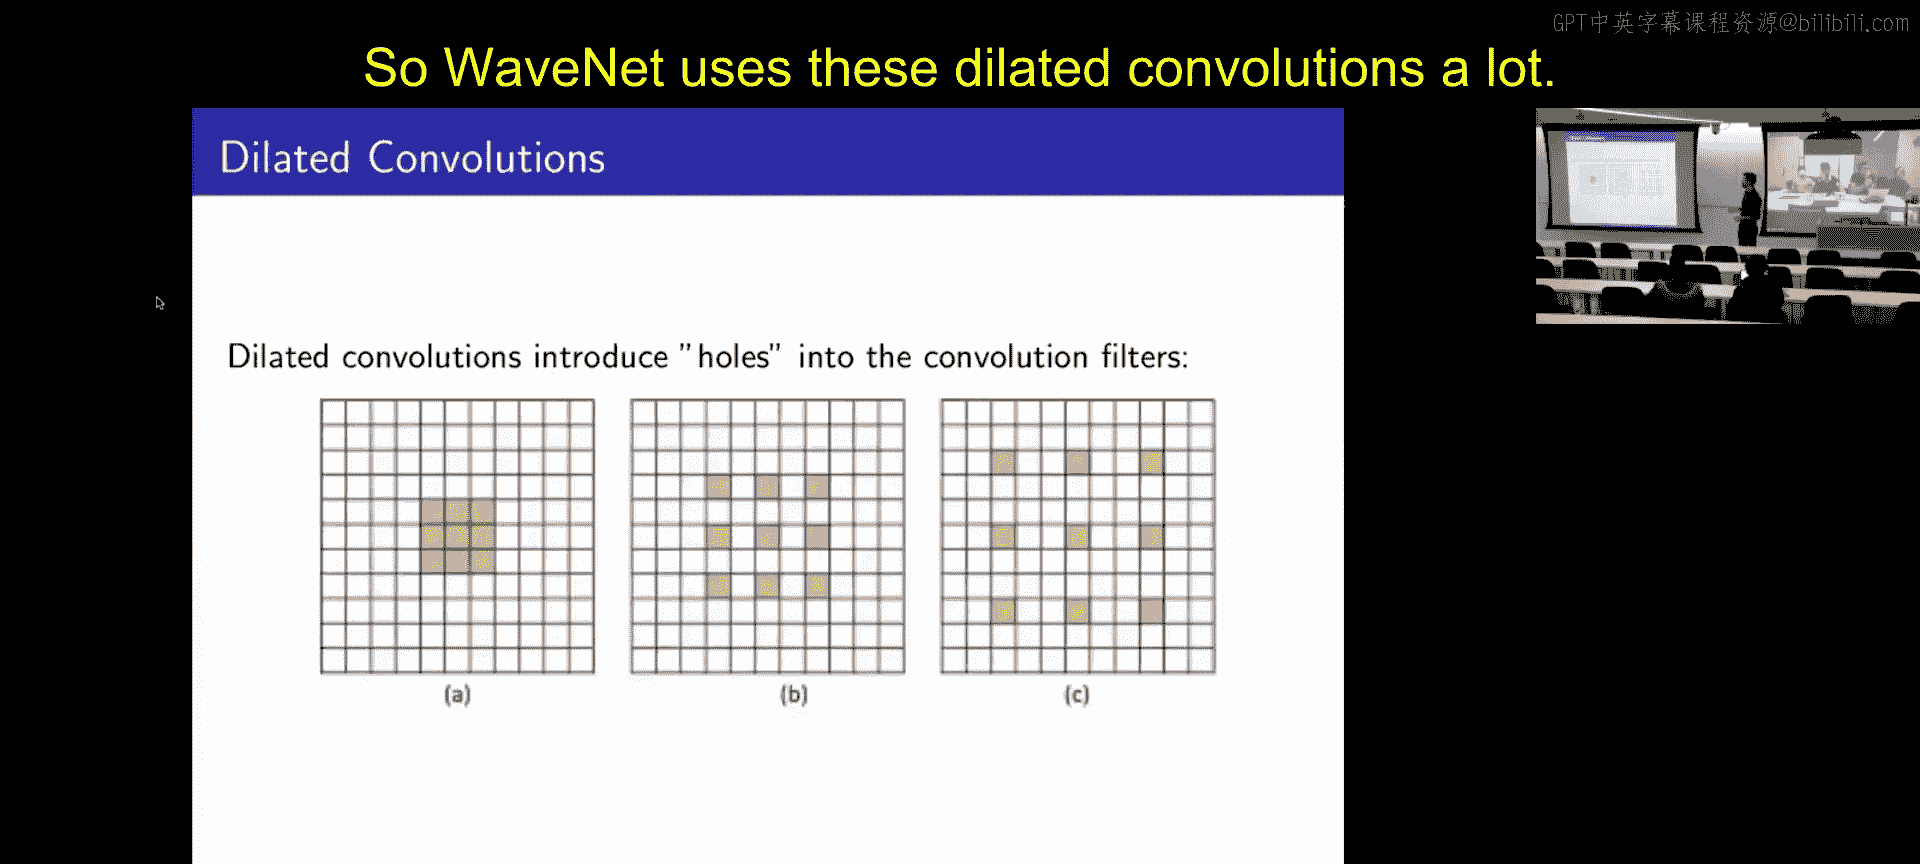 GPT中英字幕课程资源@bilibili.com
So WaveNet uses these dilated convolutions a lot.
Dilated Convolutions
Dilated convolutions introduce "holes" into the convolution filters:
(a) (b) (c)